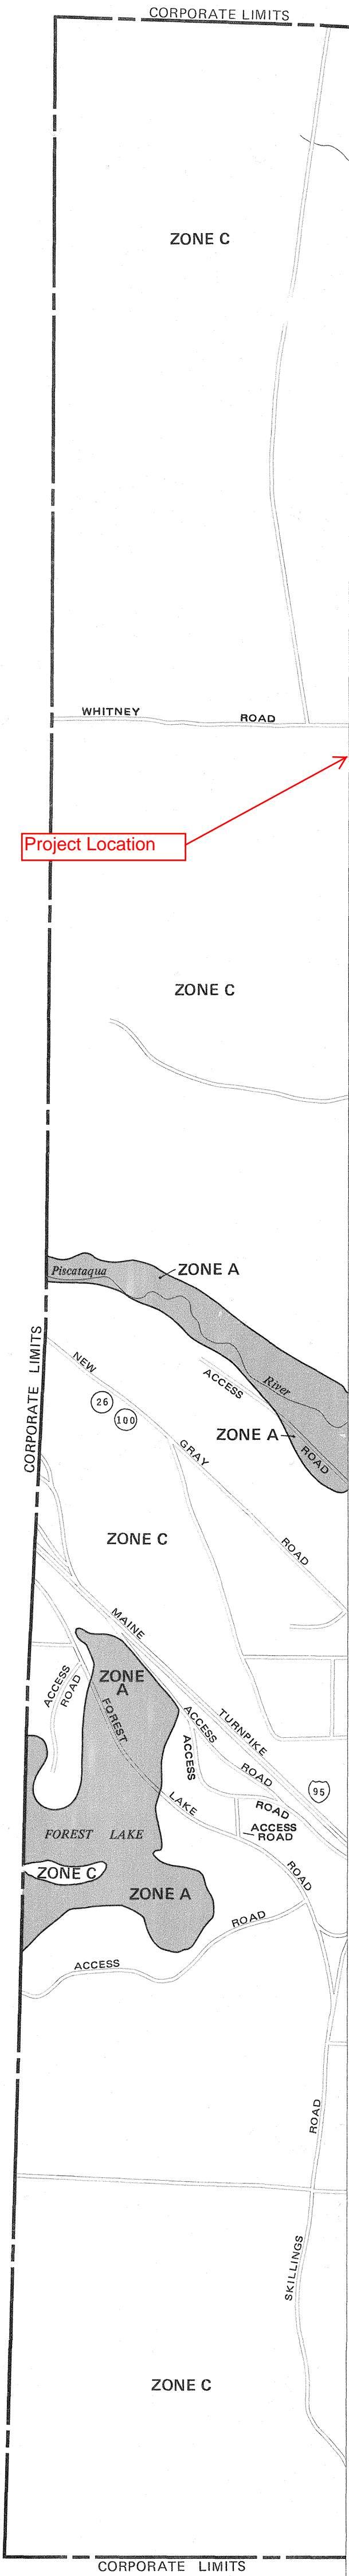 CORPORATE LIMITS
ZONE C
WHITNEY ROAD
Project Location
ZONE C
Piscataqua
ZONE A
CORPORATE LIMITS
NEW
ACCESS
River
26
100
ZONE A
GRAY
ROAD
ZONE C
ROAD
MAINE
ACCESS
ROAD
ZONE
A
FOREST
ACCESS
TURNPIKE
ACCESS
ROAD
95
LAKE
ROAD
FOREST LAKE
ACCESS
ROAD
ZONE C
ROAD
ZONE A
ROAD
ACCESS
ROAD
SKILLINGS
ZONE C
CORPORATE LIMITS